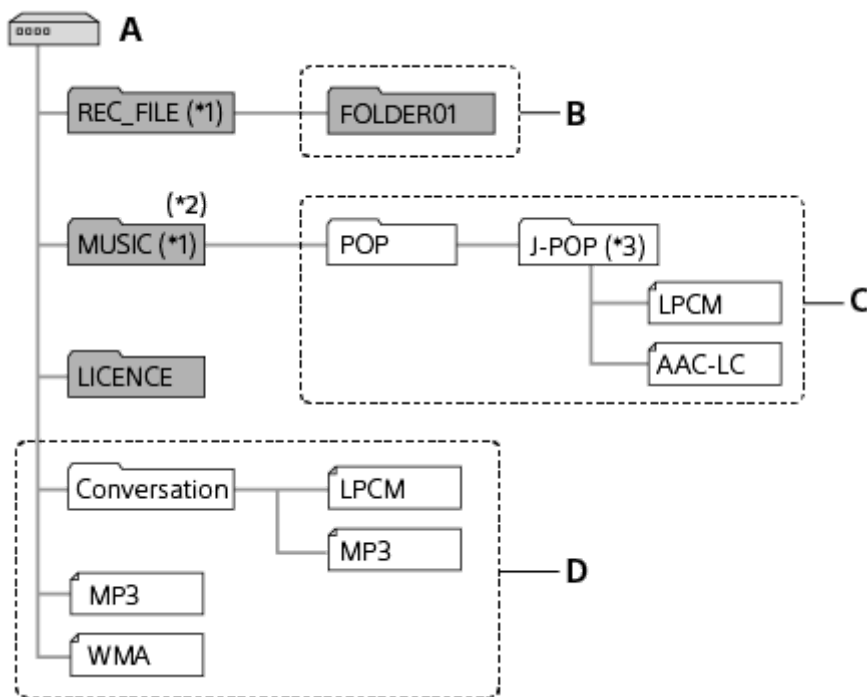 A
REC_FILE (*1)
FOLDER01
B
(*2)
MUSIC (*1)
POP
J-POP (*3)
LPCM
C
AAC-LC
LICENCE
Conversation
LPCM
MP3
D
MP3
WMA